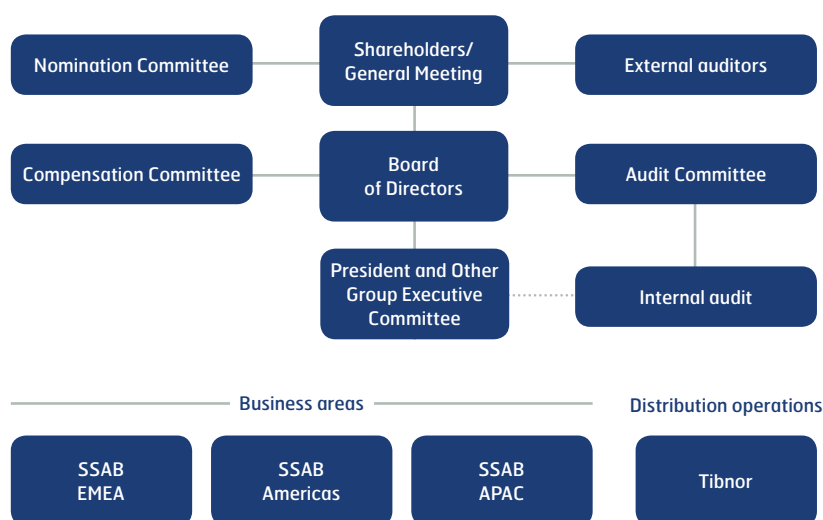 Nomination Committee
Shareholders/
General Meeting
External auditors
Compensation Committee
Board
of Directors
Audit Committee
President and Other
Group Executive
Committee
Internal audit
Business areas
Distribution operations
SSAB
EMEA
SSAB
Americas
SSAB
APAC
Tibnor